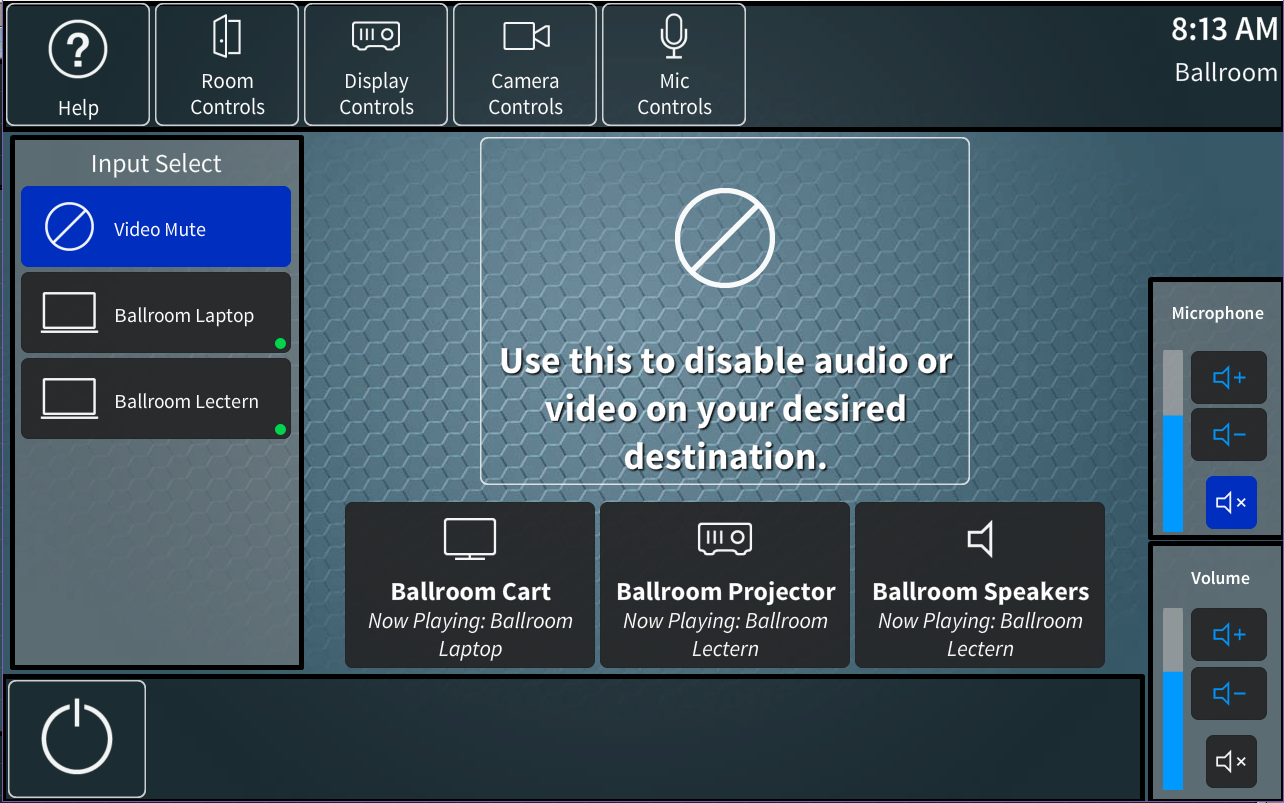 ?
Help
Room
Controls
Display
Controls
Camera
Controls
Mic
Controls
8:13 AM
Ballroom
Input Select
Video Mute
Ballroom Laptop
Ballroom Lectern
Use this to disable audio or
video on your desired
destination.
Ballroom Cart
Now Playing: Ballroom
Laptop
Ballroom Projector
Now Playing: Ballroom
Lectern
Ballroom Speakers
Now Playing: Ballroom
Lectern
Microphone
Volume